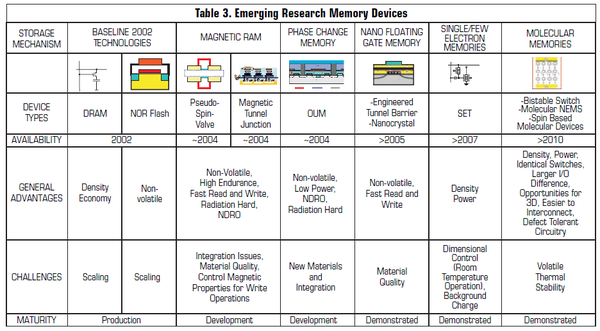 Table 3. Emerging Research Memory Devices
STORAGE
MECHANISM
BASELINE 2002
TECHNOLOGIES
MAGNETIC RAM
PHASE CHANGE
MEMORY
NANO FLOATING
GATE MEMORY
SINGLE/FEW
ELECTRON
MEMORIES
MOLECULAR
MEMORIES
DEVICE
TYPES
DRAM
NOR Flash
Pseudo-
Spin-
Valve
Magnetic
Tunnel
Junction
OUM
-Engineered
Tunnel Barrier
-Nanocrystal
SET
-Bistable Switch
-Molecular NEMS
-Spin Based
Molecular Devices
AVAILABILITY
2002
~2004
~2004
~2004
>2005
>2007
>2010
GENERAL
ADVANTAGES
Density
Economy
Non-
volatile
Non-Volatile,
High Endurance,
Fast Read and Write,
Radiation Hard,
NDRO
Non-volatile,
Low Power,
NDRO,
Radiation Hard
Non-volatile,
Fast Read and
Write
Density
Power
Density, Power,
Identical Switches,
Larger I/O
Difference,
Opportunities for
3D, Easier to
Interconnect,
Defect Tolerant
Circuitry
CHALLENGES
Scaling
Scaling
Integration Issues,
Material Quality,
Control Magnetic
Properties for Write
Operations
New Materials
and
Integration
Material
Quality
Dimensional
Control
(Room
Temperature
Operation),
Background
Charge
Volatile
Thermal
Stability
MATURITY
Production
Development
Development
Demonstrated
Demonstrated
Demonstrated